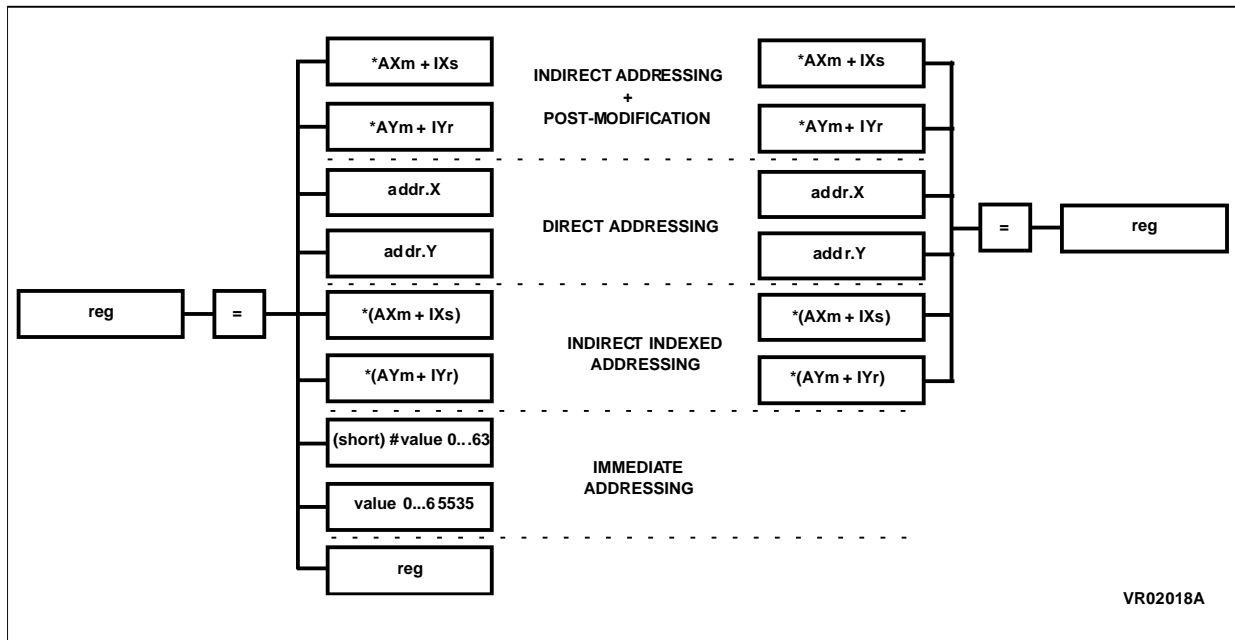 *AXm + IXs
INDIRECT ADDRESSING
+
POST-MODIFICATION
*AXm + IXs
*AYm + IYr
*AYm + IYr
addr.X
addr.X
DIRECT ADDRESSING
addr.Y
addr.Y
reg
=
*(AXm + IXs)
INDIRECT INDEXED
ADDRESSING
*(AXm + IXs)
=
reg
*(AYm + IYr)
*(AYm + IYr)
(short) #value 0...63
IMMEDIATE
ADDRESSING
value 0...65535
reg
VR02018A